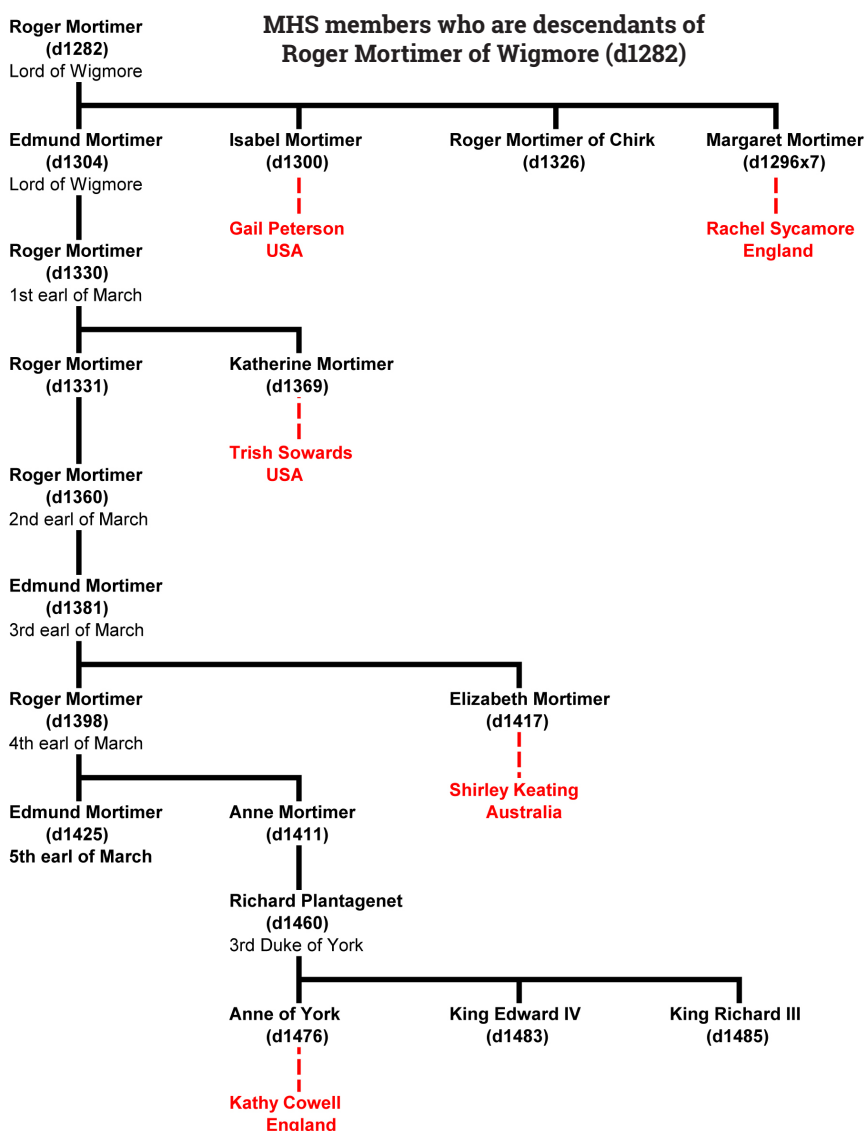 MHS members who are descendants of
Roger Mortimer of Wigmore (d1282)
Roger Mortimer
(d1282)
Lord of Wigmore
Edmund Mortimer
(d1304)
Lord of Wigmore
Isabel Mortimer
(d1300)
Roger Mortimer of Chirk
(d1326)
Margaret Mortimer
(d1296x7)
Gail Peterson
USA
Rachel Sycamore
England
Roger Mortimer
(d1330)
1st earl of March
Roger Mortimer
(d1331)
Katherine Mortimer
(d1369)
Trish Sowards
USA
Roger Mortimer
(d1360)
2nd earl of March
Edmund Mortimer
(d1381)
3rd earl of March
Roger Mortimer
(d1398)
4th earl of March
Elizabeth Mortimer
(d1417)
Shirley Keating
Australia
Edmund Mortimer
(d1425)
5th earl of March
Anne Mortimer
(d1411)
Richard Plantagenet
(d1460)
3rd Duke of York
Anne of York
(d1476)
King Edward IV
(d1483)
King Richard III
(d1485)
Kathy Cowell
England